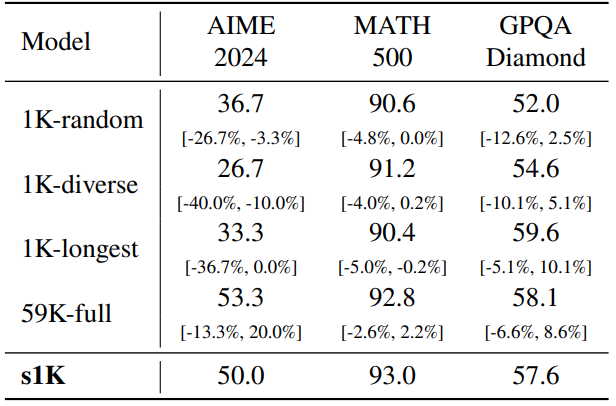 Model AIME 2024 MATH 500 GPQA Diamond
1K-random 36.7 90.6 52.0
[-26.7%, -3.3%] [-4.8%, 0.0%] [-12.6%, 2.5%]
1K-diverse 26.7 91.2 54.6
[-40.0%, -10.0%] [-4.0%, 0.2%] [-10.1%, 5.1%]
1K-longest 33.3 90.4 59.6
[-36.7%, 0.0%] [-5.0%, -0.2%] [-5.1%, 10.1%]
59K-full 53.3 92.8 58.1
[-13.3%, 20.0%] [-2.6%, 2.2%] [-6.6%, 8.6%]
s1K 50.0 93.0 57.6